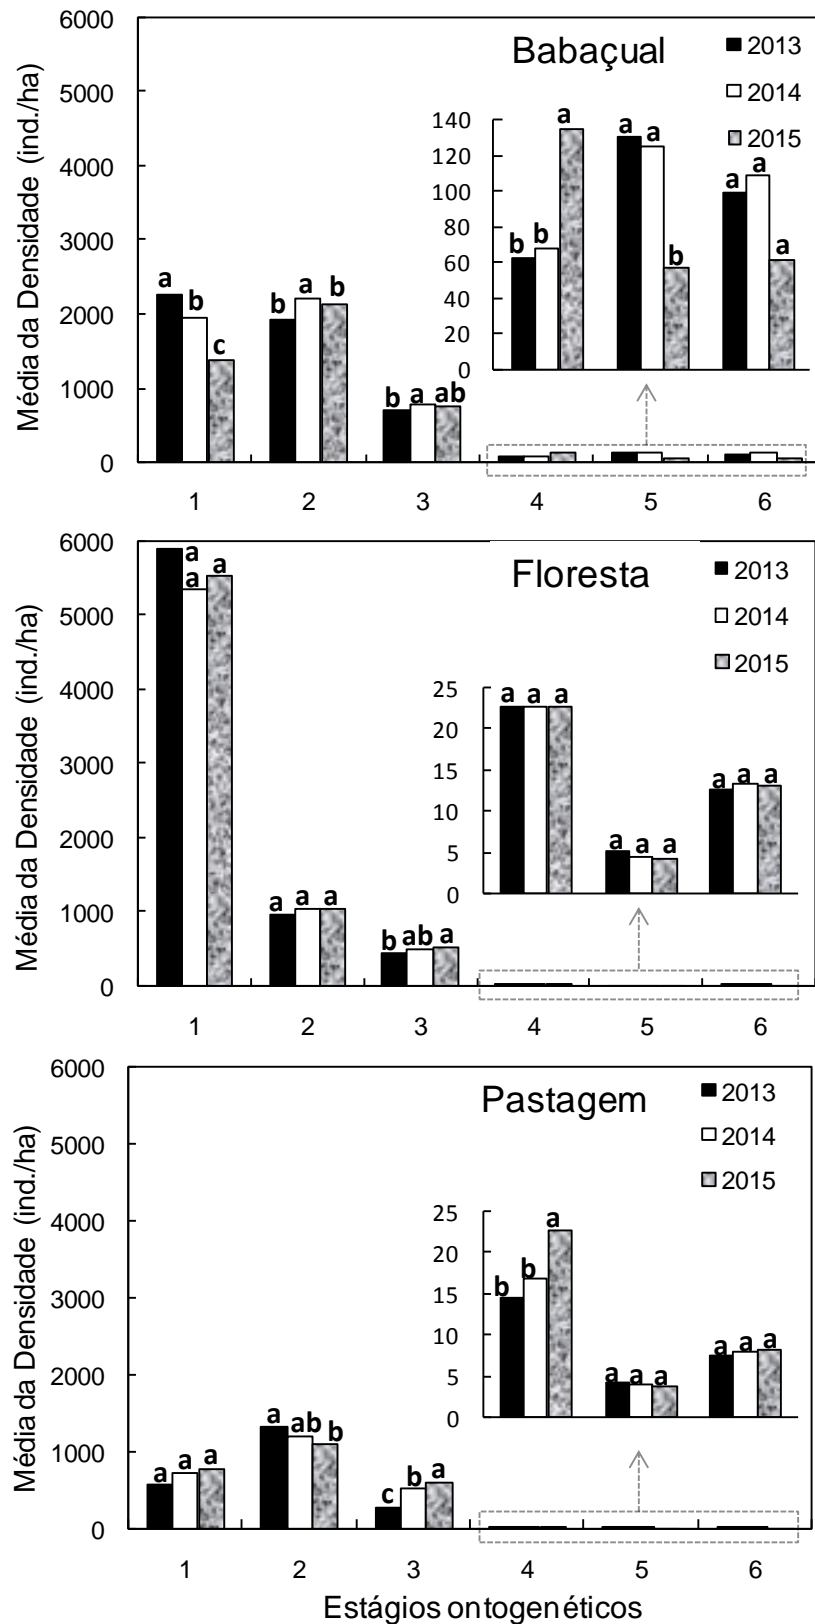 Babaçual
2013
2014
2015
Média da Densidade (ind./ha)
6000
5000
4000
3000
2000
1000
0
a b c
b a b
b a ab
140
120
100
80
60
40
20
0
b b a
a a b
a a a
1 2 3 4 5 6
Floresta
2013
2014
2015
Média da Densidade (ind./ha)
6000
5000
4000
3000
2000
1000
0
a a a
a a a
b ab a
25
20
15
10
5
0
a a a
a a a
a a a
1 2 3 4 5 6
Pastagem
2013
2014
2015
Média da Densidade (ind./ha)
6000
5000
4000
3000
2000
1000
0
a a a
a ab b
c b a
25
20
15
10
5
0
b b a
a a a
a a a
1 2 3 4 5 6
Estágios ontogenéticos